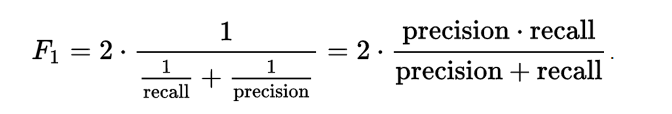 F₁ = 2 · 1 / (1/recall + 1/precision) = 2 · (precision · recall) / (precision + recall) .